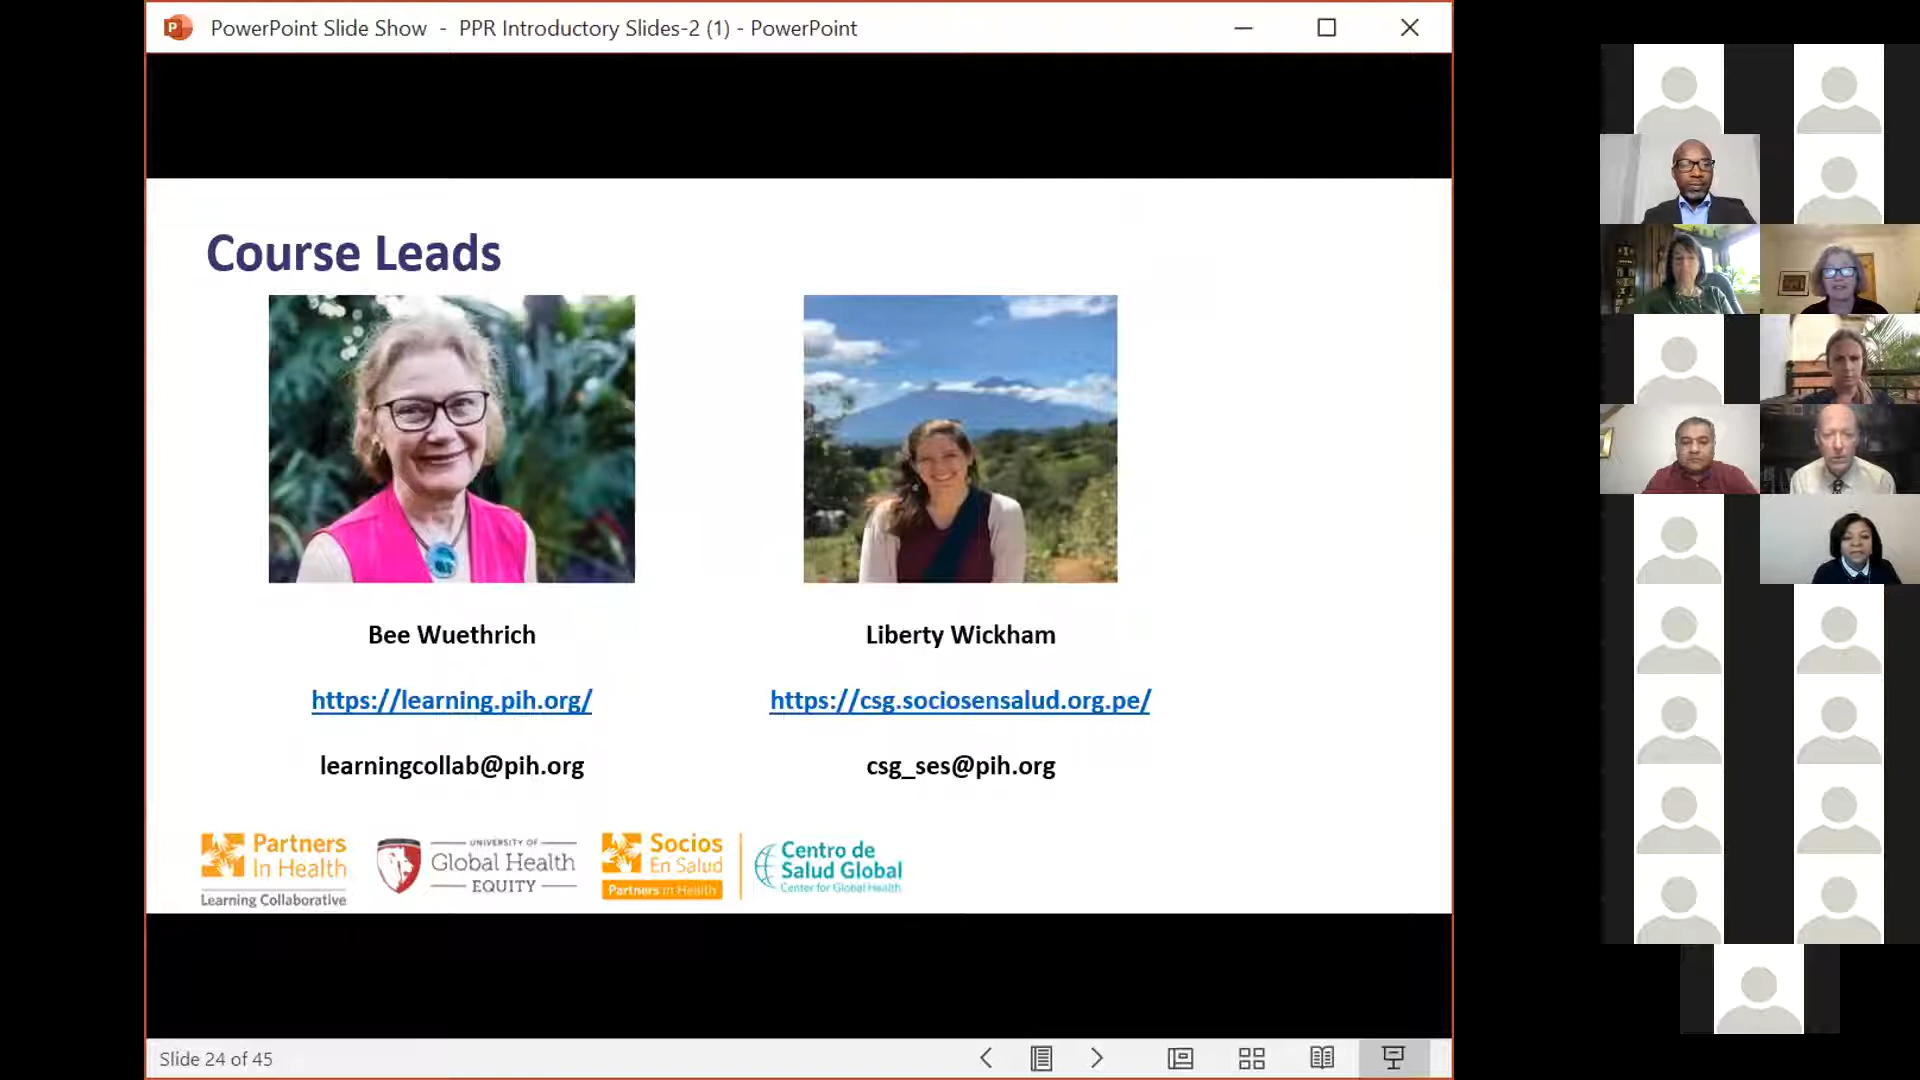 PowerPoint Slide Show - PPR Introductory Slides-2 (1) - PowerPoint
Course Leads
Bee Wuethrich
https://learning.pih.org/
learningcollab@pih.org
Liberty Wickham
https://csg.sociosensalud.org.pe/
csg_ses@pih.org
Partners
In Health
Learning Collaborative
UNIVERSITY OF
Global Health
EQUITY
Socios
En Salud
Partners in Health
Centro de
Salud Global
Center for Global Health
Slide 24 of 45